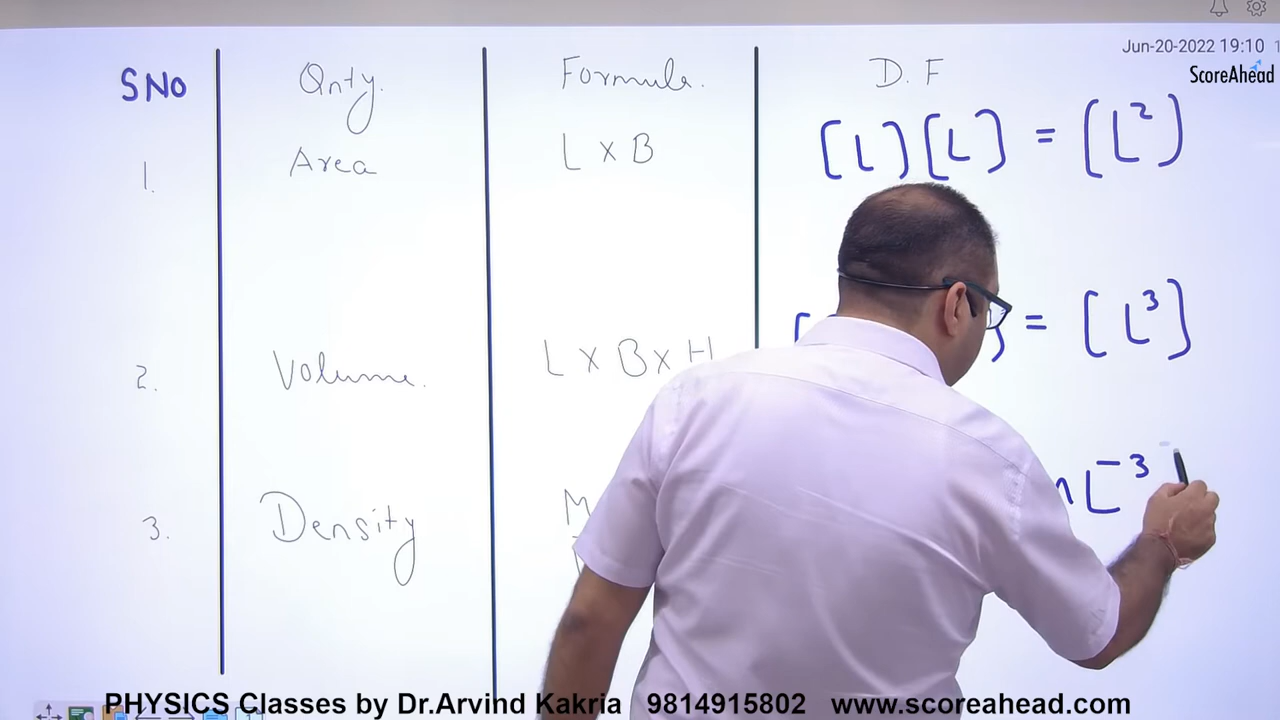 Jun-20-2022 19:10
ScoreAhead
SNo Qnty. Formula. D.F
1. Area L × B [L] [L] = [L²]
2. Volume. L × B × H = [L³]
3. Density M L⁻³
PHYSICS Classes by Dr.Arvind Kakria 9814915802 www.scoreahead.com